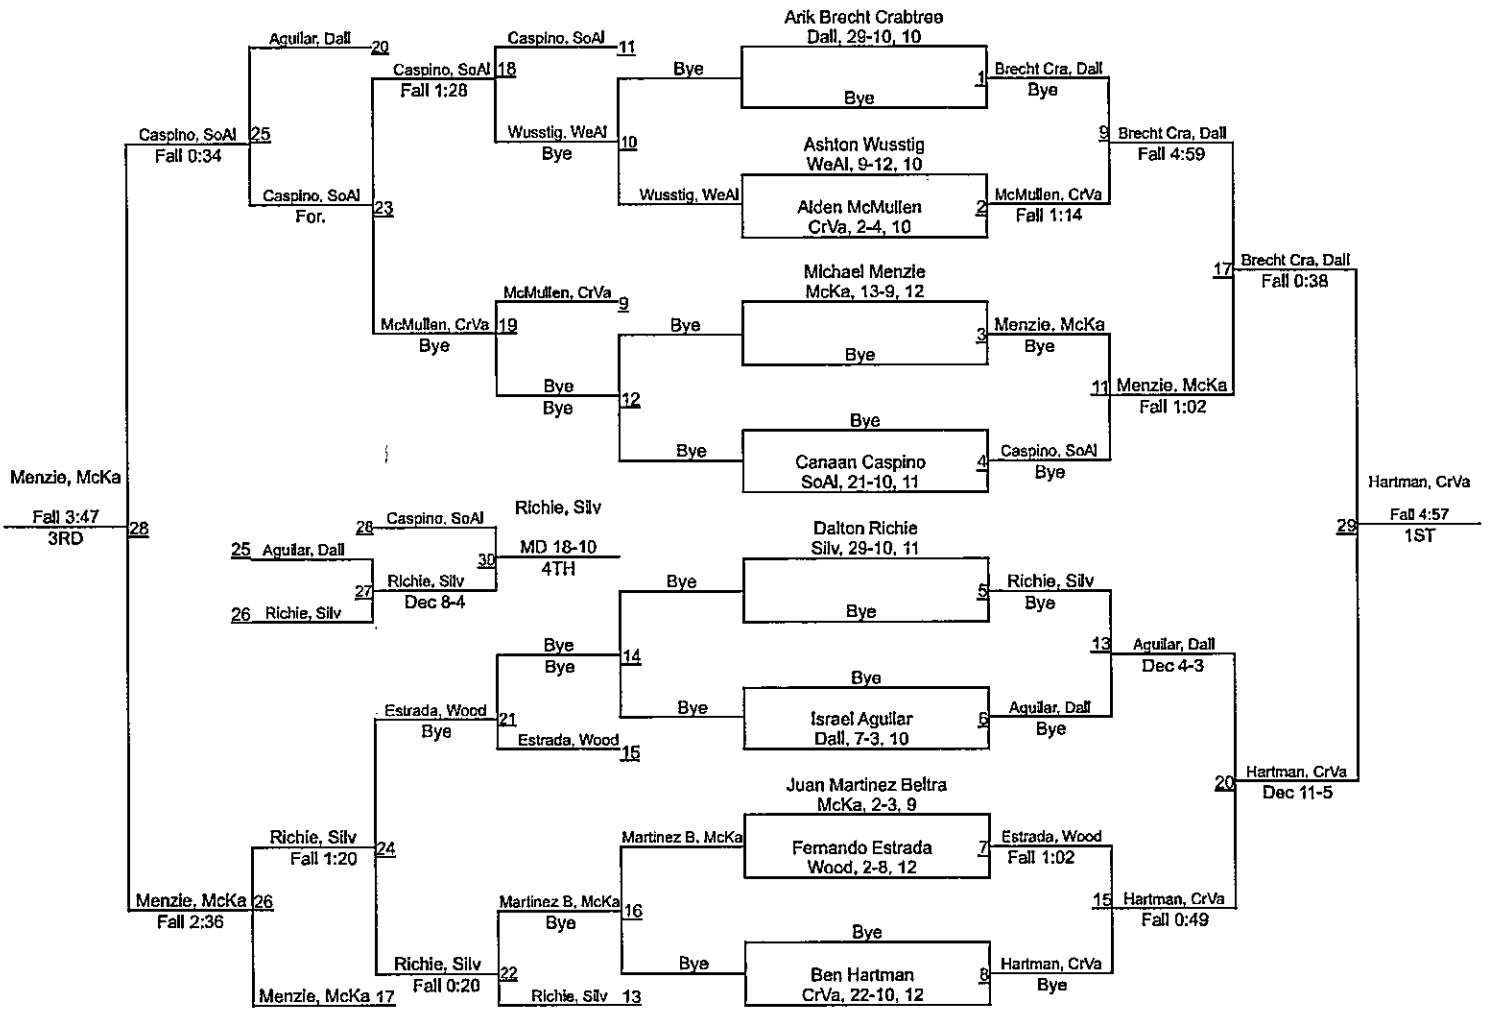 Arik Brecht Crabtree
Dall, 29-10, 10
Aguilar, Dall
20
Caspino, SoAl
11
Caspino, SoAl
18
Fall 1:28
Bye
1
Brecht Cra, Dall
Bye
Bye
Caspino, SoAl
25
Fall 0:34
Wusstig, WeAl
10
Bye
Ashton Wusstig
WeAl, 9-12, 10
9
Brecht Cra, Dall
Fall 4:59
Caspino, SoAl
23
For.
Wusstig, WeAl
Alden McMullen
CrVa, 2-4, 10
2
McMullen, CrVa
Fall 1:14
Michael Menzie
McKa, 13-9, 12
17
Brecht Cra, Dall
Fall 0:38
McMullen, CrVa
9
McMullen, CrVa
19
Bye
Bye
3
Menzie, McKa
Bye
Bye
Bye
12
Bye
11
Menzie, McKa
Fall 1:02
Bye
Bye
Canaan Caspino
SoAl, 21-10, 11
4
Caspino, SoAl
Bye
Menzie, McKa
Fall 3:47
28
3RD
Hartman, CrVa
29
Fall 4:57
1ST
28
Caspino, SoAl
Richie, Silv
30
MD 18-10
4TH
Dalton Richie
Silv, 29-10, 11
25
Aguilar, Dall
27
Richie, Silv
Dec 8-4
26
Richie, Silv
Bye
5
Richie, Silv
Bye
Bye
Bye
14
Bye
13
Aguilar, Dall
Dec 4-3
Bye
Estrada, Wood
21
Bye
Bye
Israel Aguilar
Dall, 7-3, 10
6
Aguilar, Dall
Bye
Estrada, Wood
15
Juan Martinez Beltra
McKa, 2-3, 9
20
Hartman, CrVa
Dec 11-5
Richie, Silv
24
Fall 1:20
Martinez B, McKa
Fernando Estrada
Wood, 2-8, 12
7
Estrada, Wood
Fall 1:02
Menzie, McKa
26
Fall 2:36
Martinez B, McKa
16
Bye
15
Hartman, CrVa
Fall 0:49
Bye
Richie, Silv
22
Fall 0:20
Bye
Ben Hartman
CrVa, 22-10, 12
8
Hartman, CrVa
Bye
Menzie, McKa
17
Richie, Silv
13